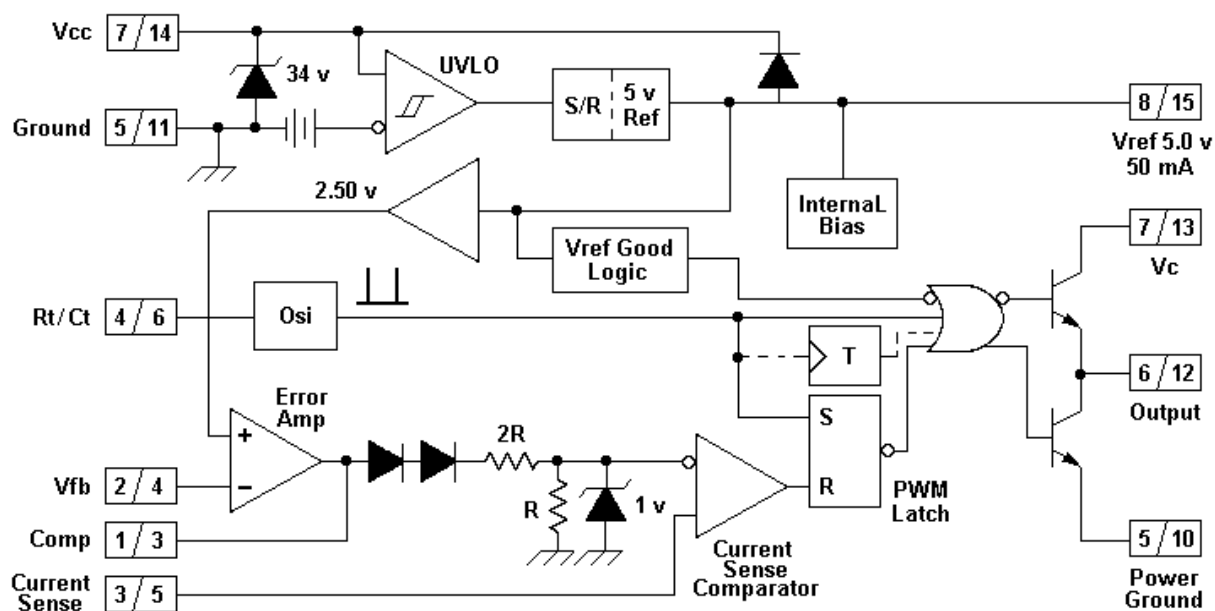 Vcc 7/14
34 v
UVLO
S/R 5 v
Ref
8/15
Vref 5.0 v
50 mA
Ground 5/11
2.50 v
InternaL
Bias
Vref Good
Logic
7/13
Vc
Rt/Ct 4/6
Osi
T
6/12
Output
Error
Amp
+
−
S
R
PWM
Latch
2R
R
1 v
Vfb 2/4
Comp 1/3
Current
Sense 3/5
Current
Sense
Comparator
5/10
Power
Ground